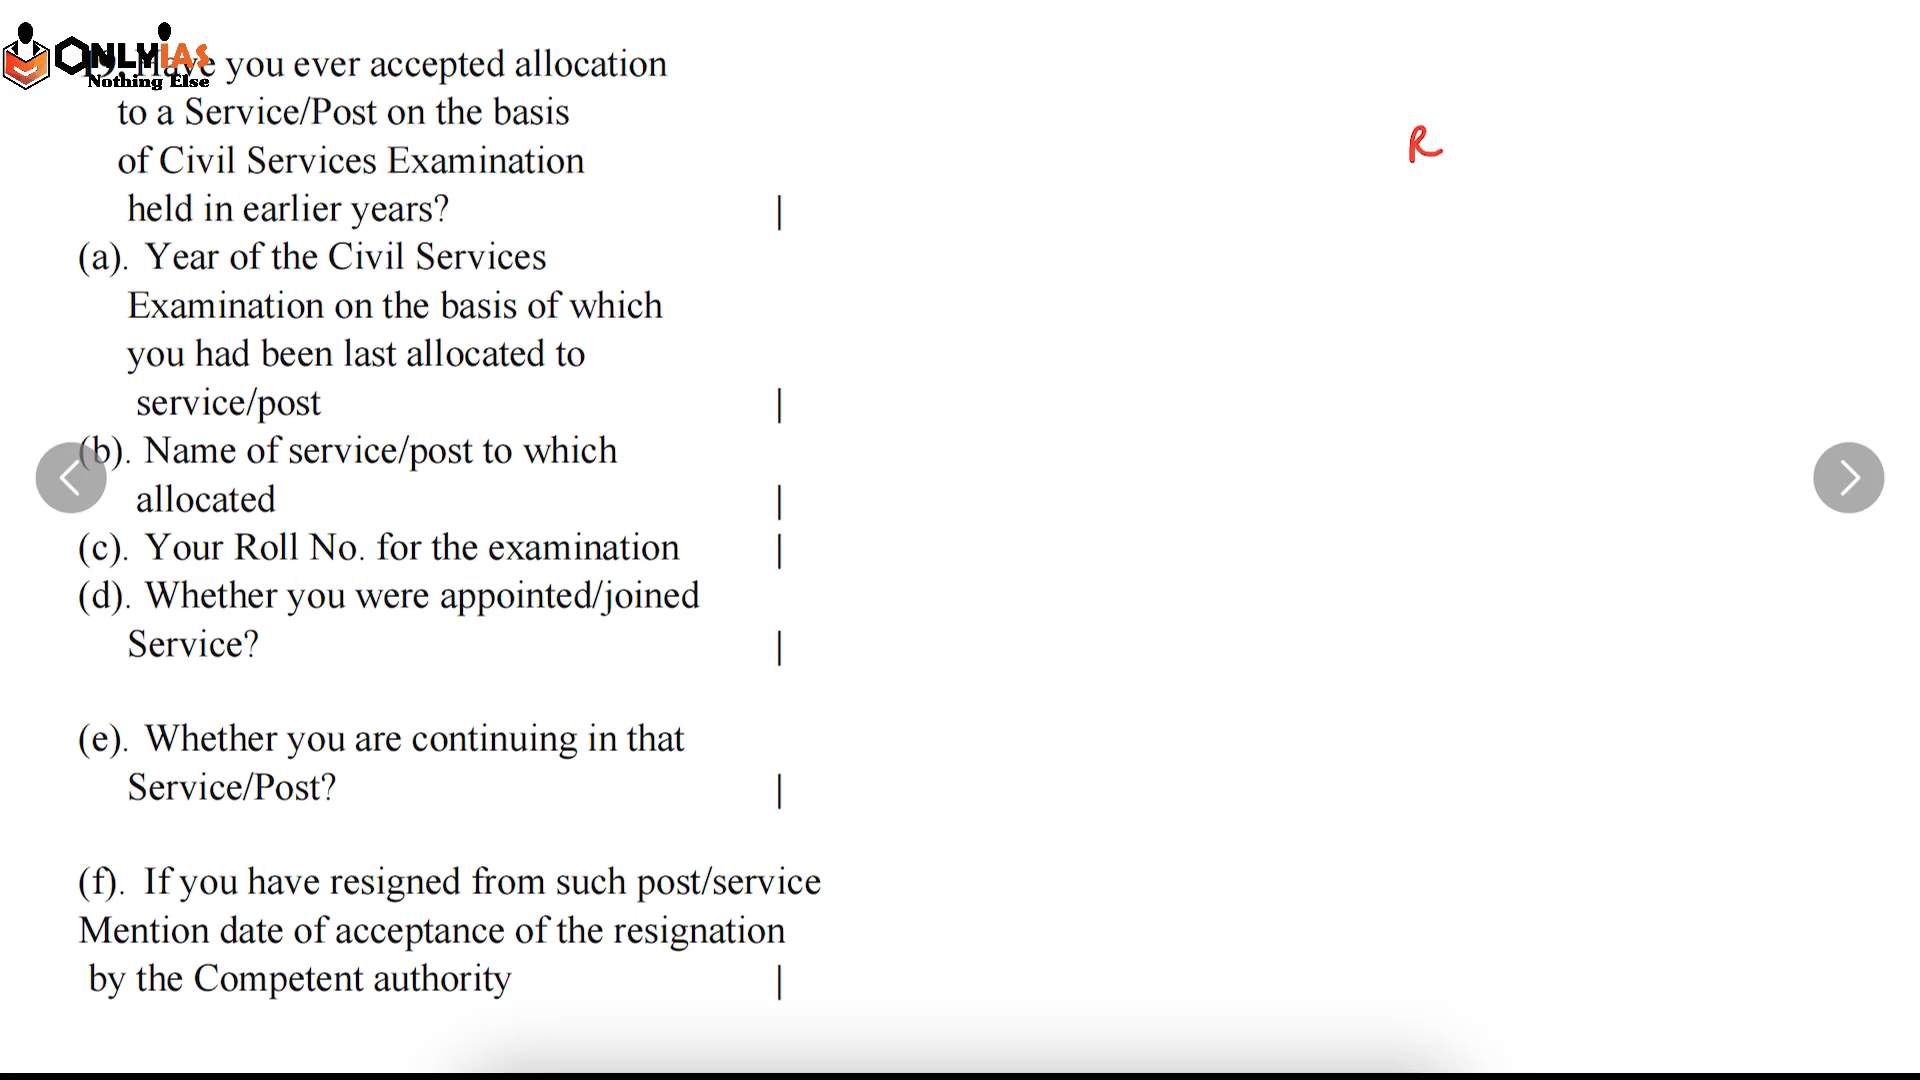 ONLYIAS
Nothing Else
19. Have you ever accepted allocation
to a Service/Post on the basis
of Civil Services Examination
held in earlier years? |
(a). Year of the Civil Services
Examination on the basis of which
you had been last allocated to
service/post |
(b). Name of service/post to which
allocated |
(c). Your Roll No. for the examination |
(d). Whether you were appointed/joined
Service? |
(e). Whether you are continuing in that
Service/Post? |
(f). If you have resigned from such post/service
Mention date of acceptance of the resignation
by the Competent authority |
R